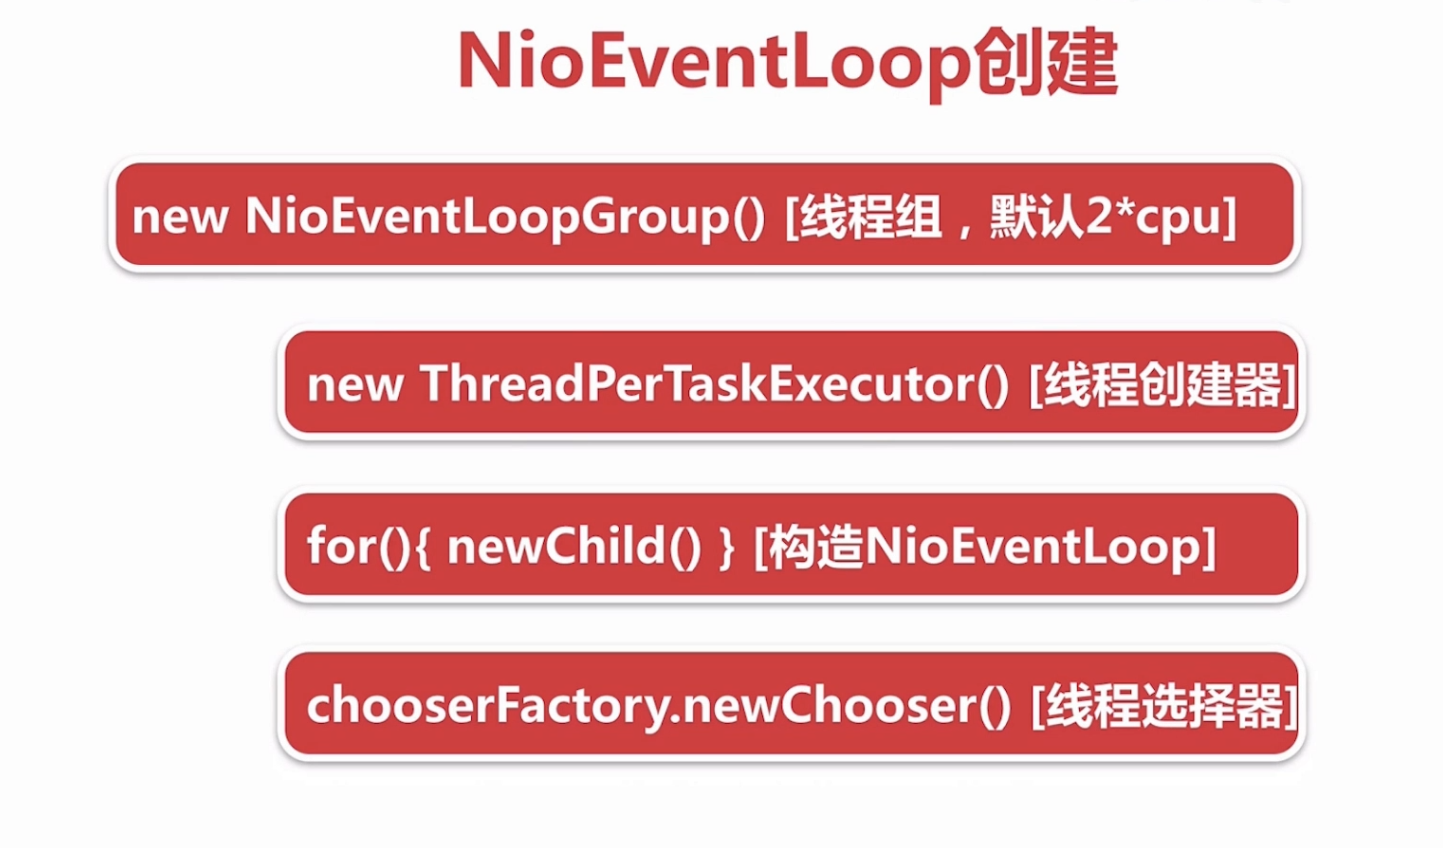 NioEventLoop创建
new NioEventLoopGroup() [线程组，默认2*cpu]
new ThreadPerTaskExecutor() [线程创建器]
for(){ newChild() } [构造NioEventLoop]
chooserFactory.newChooser() [线程选择器]